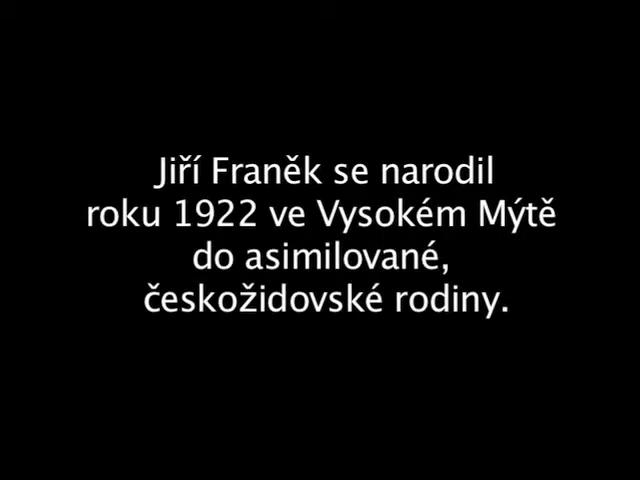 Jiří Franěk se narodil
roku 1922 ve Vysokém Mýtě
do asimilované,
českožidovské rodiny.